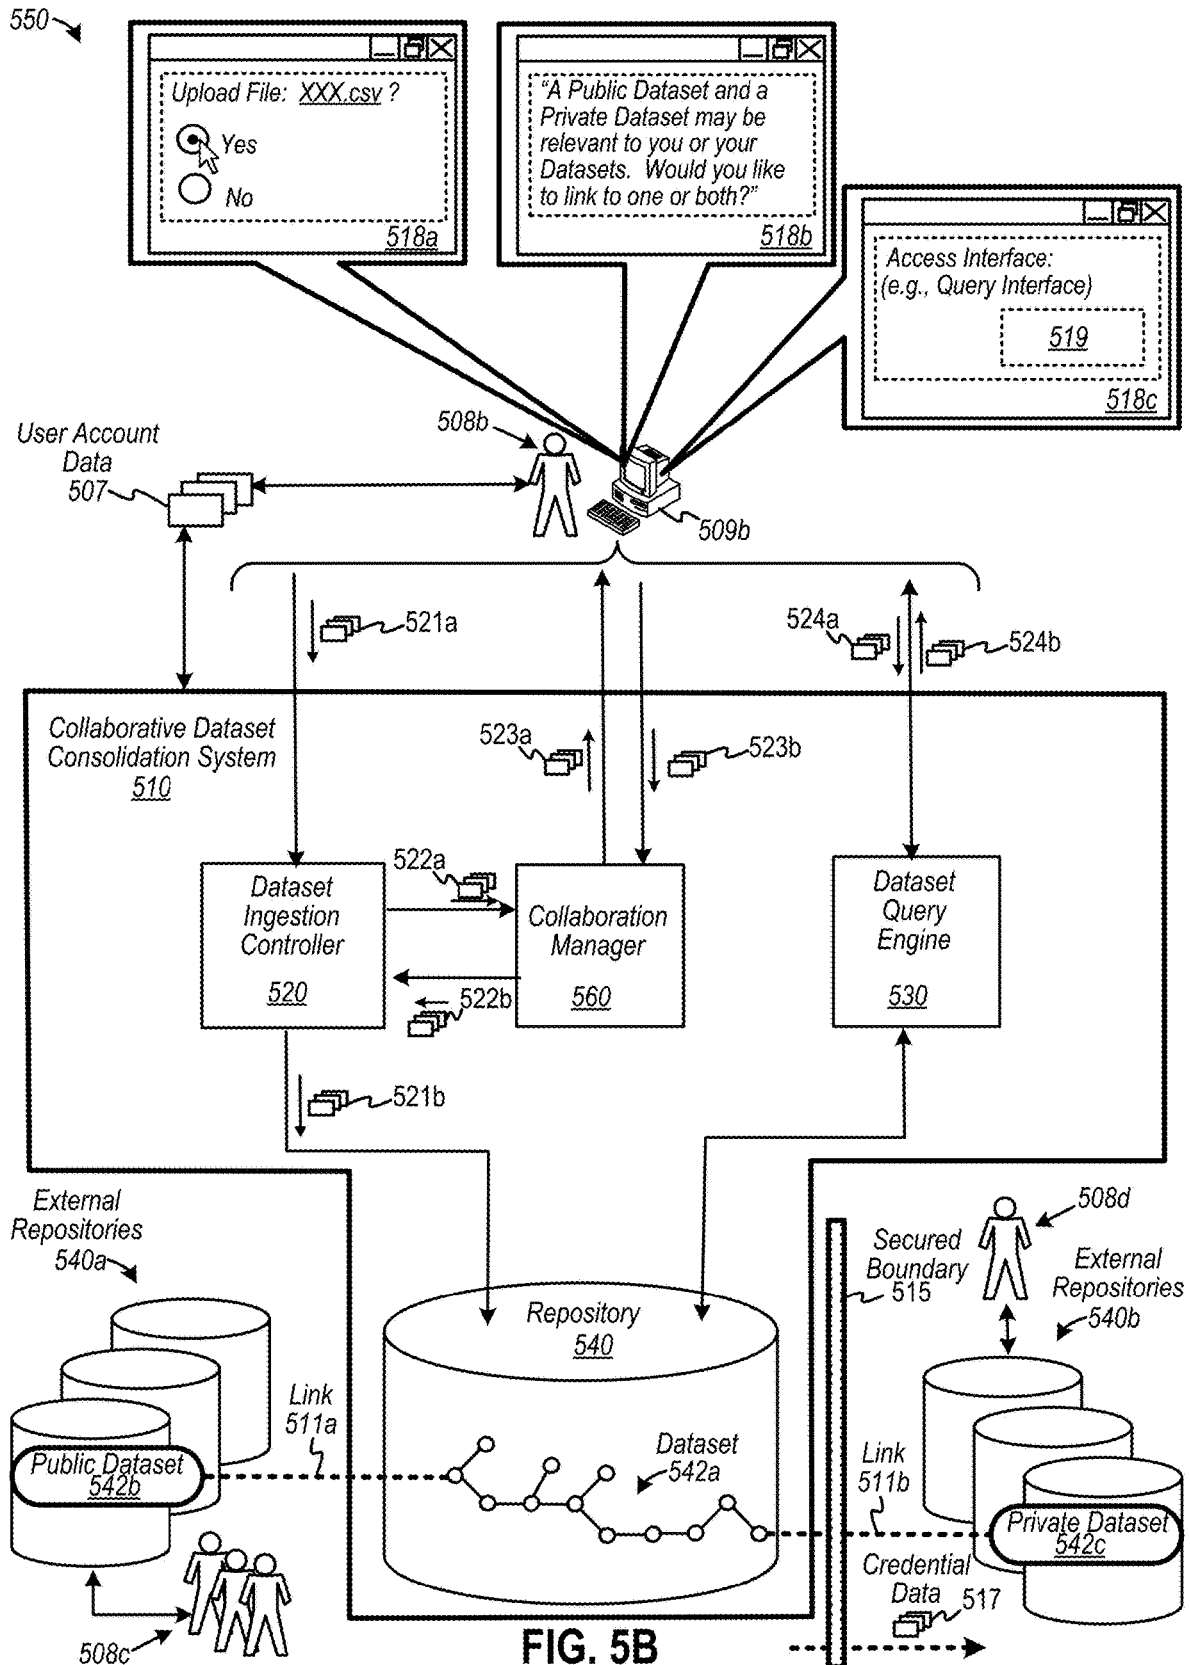 550
Upload File: XXX.csv ?
Yes
No
518a
“A Public Dataset and a
Private Dataset may be
relevant to you or your
Datasets. Would you like
to link to one or both?”
518b
Access Interface:
(e.g., Query Interface)
519
518c
User Account
Data
507
508b
509b
521a
524a
524b
Collaborative Dataset
Consolidation System
510
523a
523b
Dataset
Ingestion
Controller
520
522a
522b
Collaboration
Manager
560
Dataset
Query
Engine
530
521b
External
Repositories
540a
Public Dataset
542b
Link
511a
508c
Repository
540
Dataset
542a
Secured
Boundary
515
508d
External
Repositories
540b
Link
511b
Private Dataset
542c
Credential
Data
517
FIG. 5B